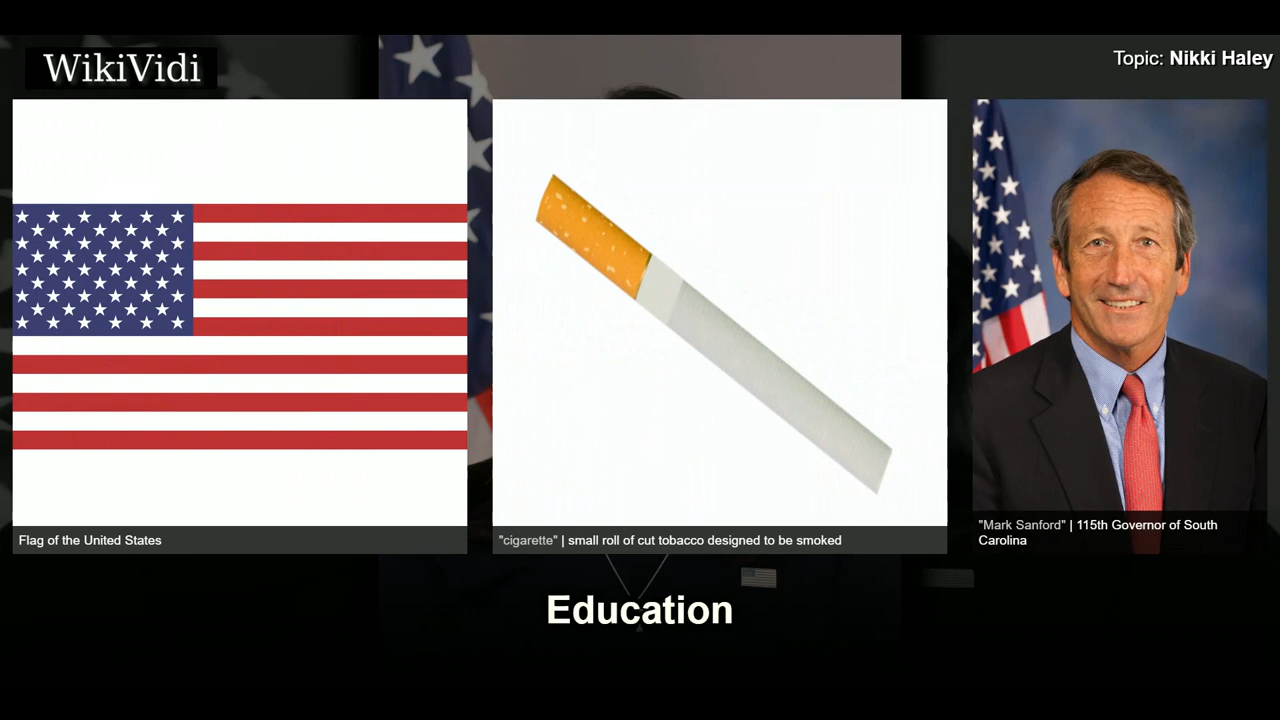 WikiVidi
Topic: Nikki Haley
Flag of the United States
"cigarette" | small roll of cut tobacco designed to be smoked
"Mark Sanford" | 115th Governor of South
Carolina
Education